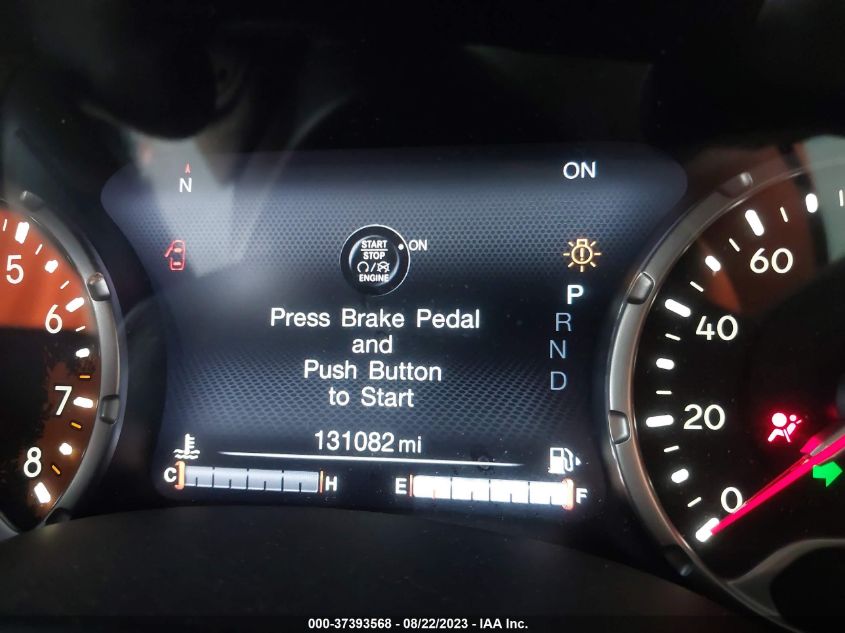 N
ON
START
STOP
ENGINE
ON
Press Brake Pedal
and
Push Button
to Start
P
R
N
D
131082 mi
C H
E F
5
6
7
8
60
40
20
0
000-37393568 - 08/22/2023 - IAA Inc.